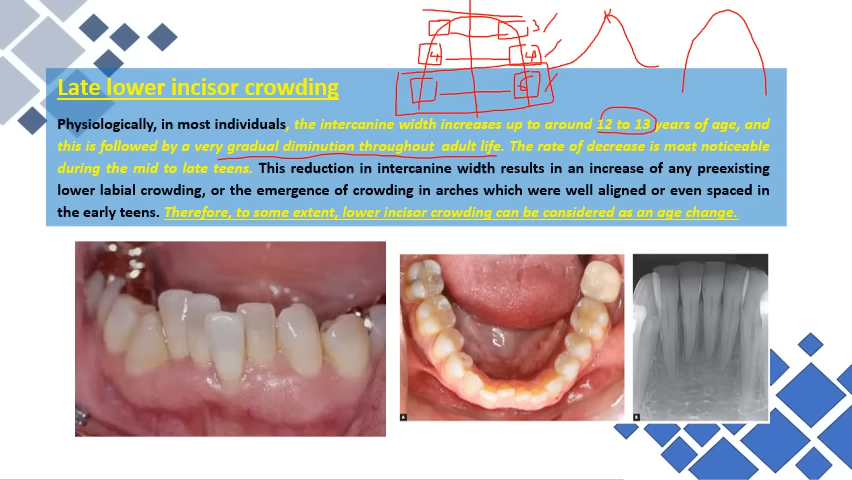 3
4 4
6
Late lower incisor crowding
Physiologically, in most individuals, the intercanine width increases up to around 12 to 13 years of age, and
this is followed by a very gradual diminution throughout adult life. The rate of decrease is most noticeable
during the mid to late teens. This reduction in intercanine width results in an increase of any preexisting
lower labial crowding, or the emergence of crowding in arches which were well aligned or even spaced in
the early teens. Therefore, to some extent, lower incisor crowding can be considered as an age change.
A B